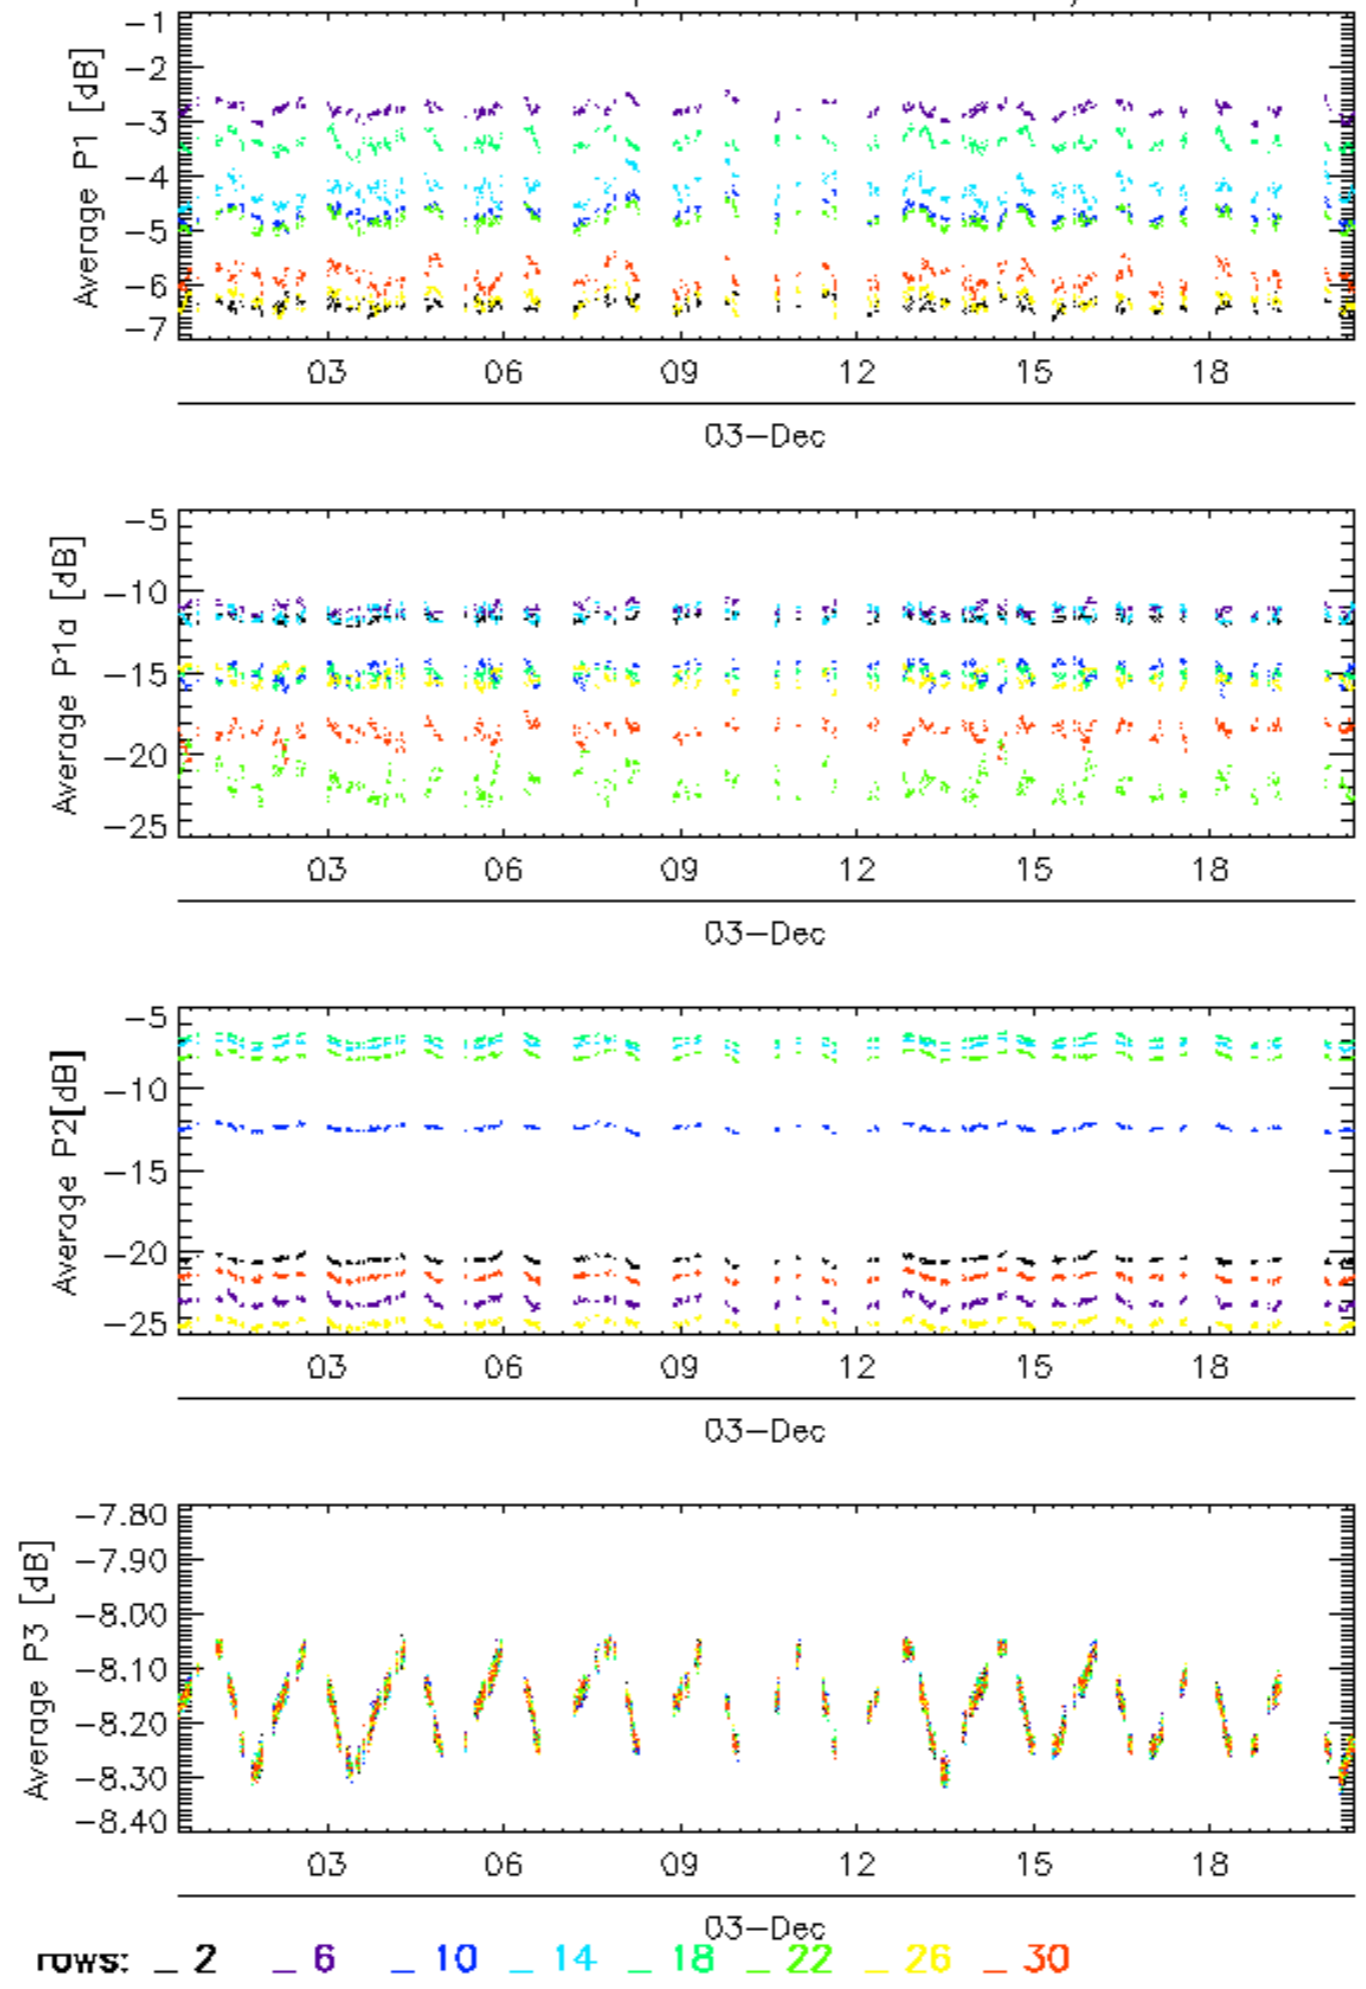 Average P1 [dB]
-1
-2
-3
-4
-5
-6
-7
03 06 09 12 15 18
03-Dec
Average P1a [dB]
-5
-10
-15
-20
-25
03 06 09 12 15 18
03-Dec
Average P2[dB]
-5
-10
-15
-20
-25
03 06 09 12 15 18
03-Dec
Average P3 [dB]
-7.80
-7.90
-8.00
-8.10
-8.20
-8.30
-8.40
03 06 09 12 15 18
03-Dec
rows: _ 2 _ 6 _ 10 _ 14 _ 18 _ 22 _ 26 _ 30